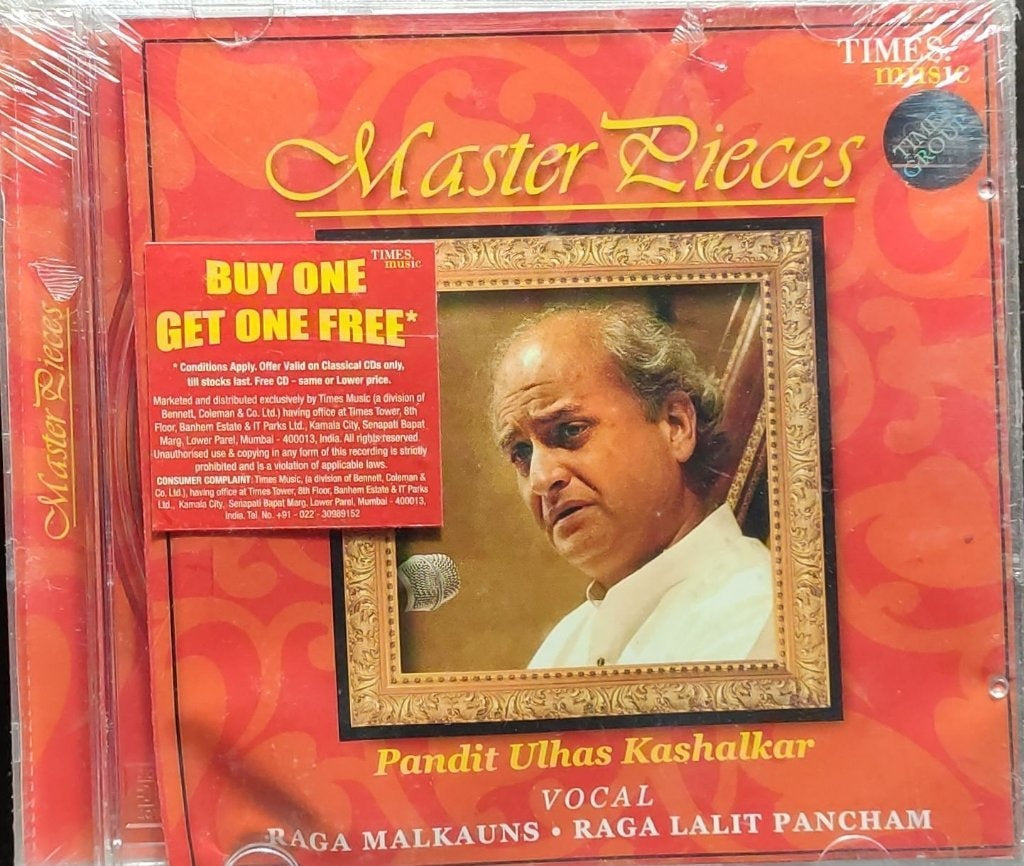 TIMES.
music
TIMES
GROUP
Master Pieces
Master Pieces
TIMES.
music
BUY ONE
GET ONE FREE*
* Conditions Apply. Offer Valid on Classical CDs only,
till stocks last. Free CD - same or Lower price.
Marketed and distributed exclusively by Times Music (a division of
Bennett, Coleman & Co. Ltd.) having office at Times Tower, 8th
Floor, Banhem Estate & IT Parks Ltd., Kamala City, Senapati Bapat
Marg, Lower Parel, Mumbai - 400013, India. All rights reserved.
Unauthorised use & copying in any form of this recording is strictly
prohibited and is a violation of applicable laws.
CONSUMER COMPLAINT: Times Music, (a division of Bennett, Coleman &
Co. Ltd.), having office at Times Tower, 8th Floor, Banhem Estate & IT Parks
Ltd., Kamala City, Senapati Bapat Marg, Lower Parel, Mumbai - 400013,
India. Tel. No. +91 - 022 - 30989152
Pandit Ulhas Kashalkar
VOCAL
RAGA MALKAUNS • RAGA LALIT PANCHAM